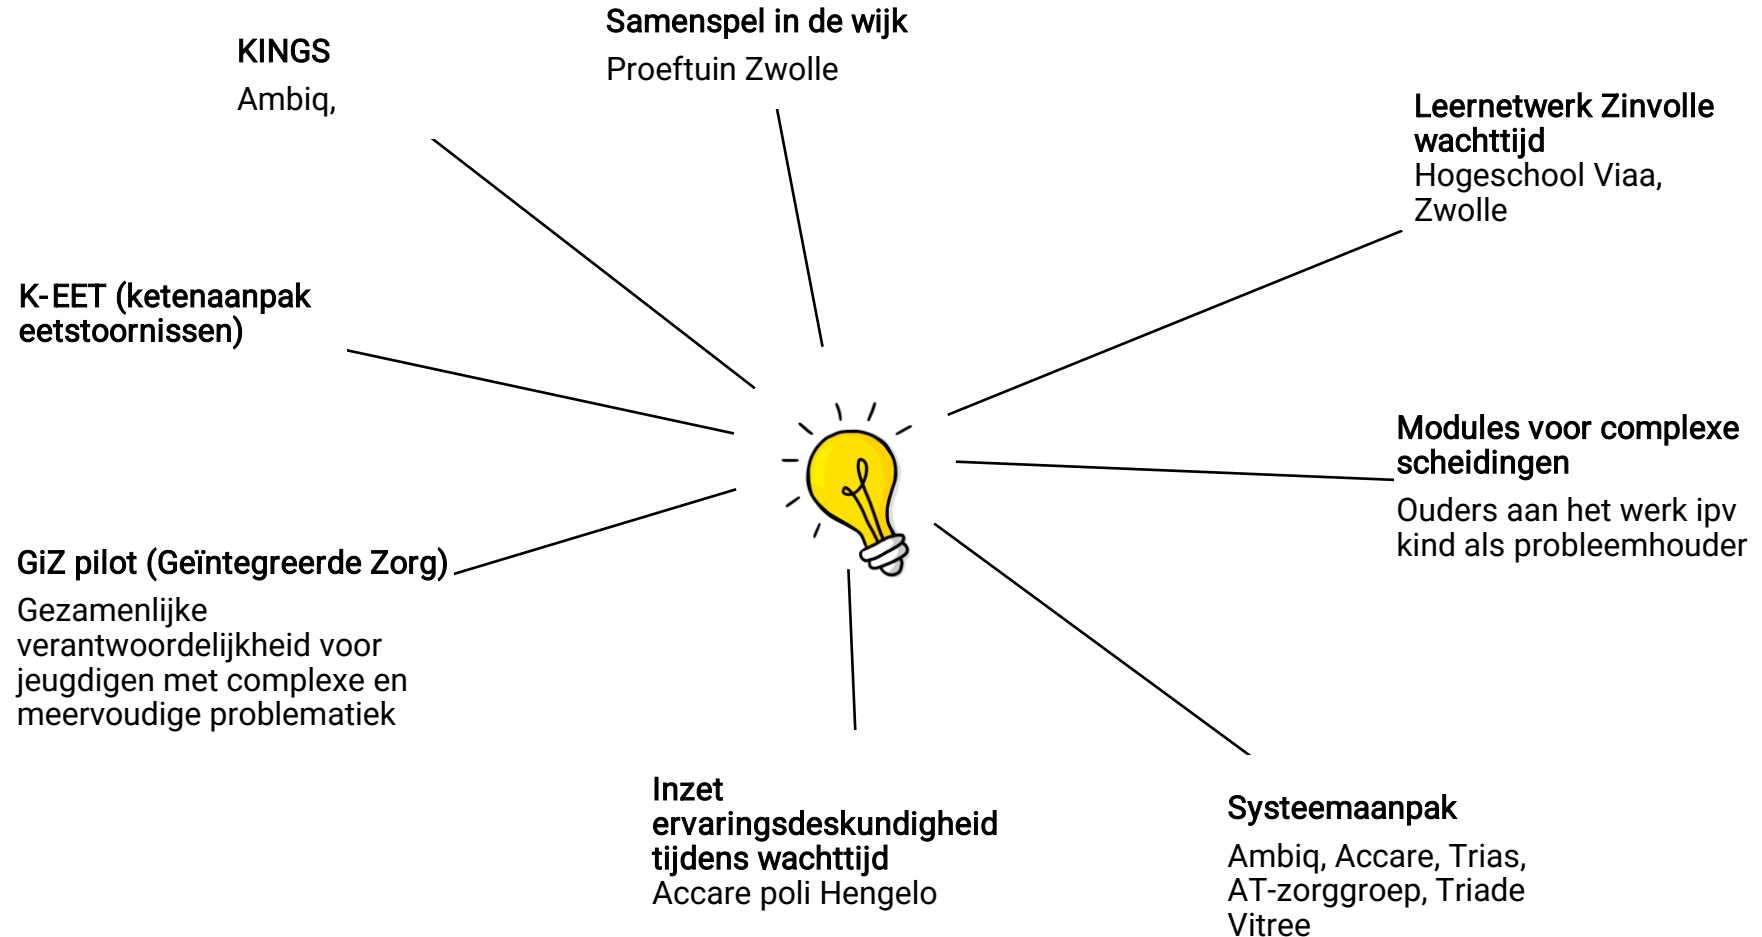 Samenspel in de wijk
Proeftuin Zwolle
KINGS
Ambiq,
Leernetwerk Zinvolle
wachttijd
Hogeschool Viaa,
Zwolle
K-EET (ketenaanpak
eetstoornissen)
Modules voor complexe
scheidingen
Ouders aan het werk ipv
kind als probleemhouder
GiZ pilot (Geïntegreerde Zorg)
Gezamenlijke
verantwoordelijkheid voor
jeugdigen met complexe en
meervoudige problematiek
Inzet
ervaringsdeskundigheid
tijdens wachttijd
Accare poli Hengelo
Systeemaanpak
Ambiq, Accare, Trias,
AT-zorggroep, Triade
Vitree